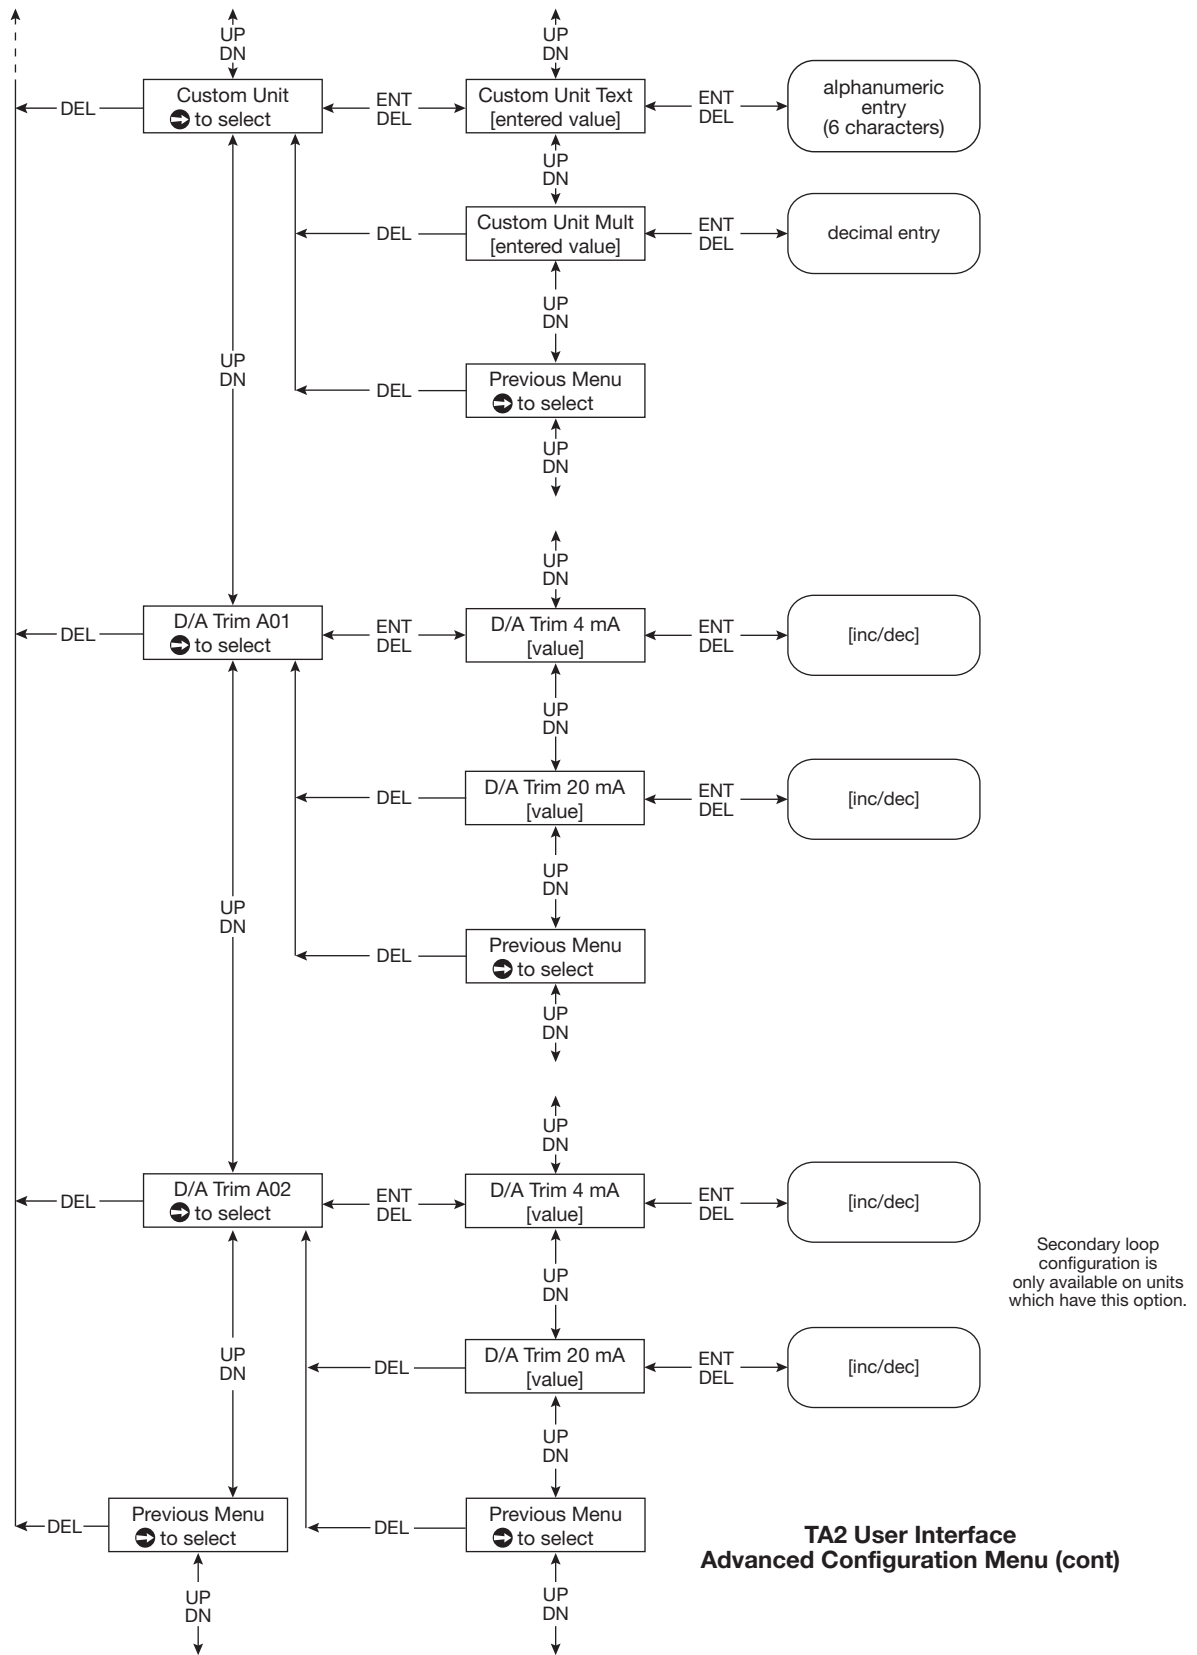 UP
DN
UP
DN
DEL
Custom Unit
to select
ENT
DEL
Custom Unit Text
[entered value]
ENT
DEL
alphanumeric
entry
(6 characters)
UP
DN
DEL
Custom Unit Mult
[entered value]
ENT
DEL
decimal entry
UP
DN
UP
DN
DEL
Previous Menu
to select
UP
DN
UP
DN
DEL
D/A Trim A01
to select
ENT
DEL
D/A Trim 4 mA
[value]
ENT
DEL
[inc/dec]
UP
DN
DEL
D/A Trim 20 mA
[value]
ENT
DEL
[inc/dec]
UP
DN
UP
DN
DEL
Previous Menu
to select
UP
DN
UP
DN
DEL
D/A Trim A02
to select
ENT
DEL
D/A Trim 4 mA
[value]
ENT
DEL
[inc/dec]
Secondary loop
configuration is
only available on units
which have this option.
UP
DN
UP
DN
DEL
D/A Trim 20 mA
[value]
ENT
DEL
[inc/dec]
UP
DN
DEL
Previous Menu
to select
DEL
Previous Menu
to select
TA2 User Interface
Advanced Configuration Menu (cont)
UP
DN
UP
DN